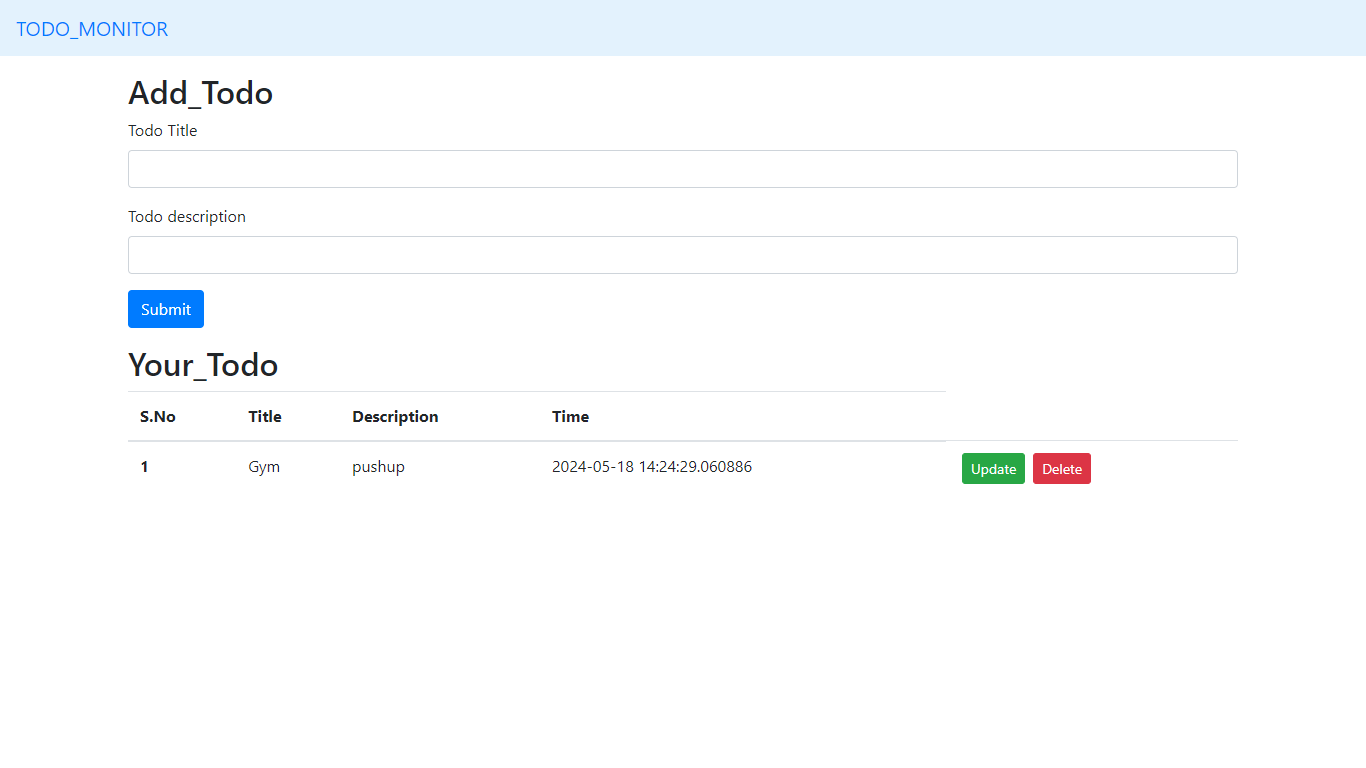 TODO_MONITOR
Add_Todo
Todo Title
Todo description
Submit
Your_Todo
S.No Title Description Time
1 Gym pushup 2024-05-18 14:24:29.060886 Update Delete